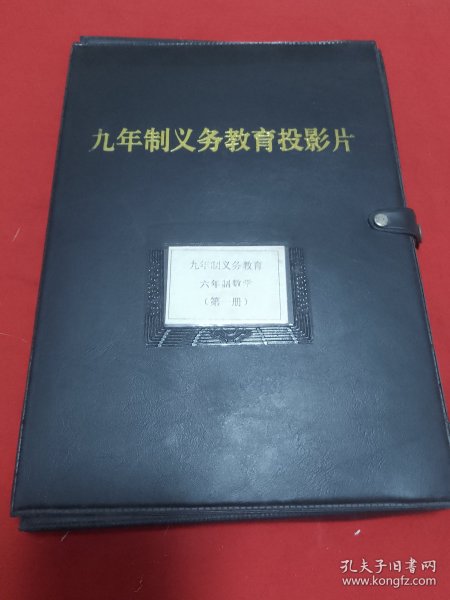 九年制义务教育投影片
九年制义务教育
六年制数学
（第 册）
孔夫子旧书网
www.kongfz.com